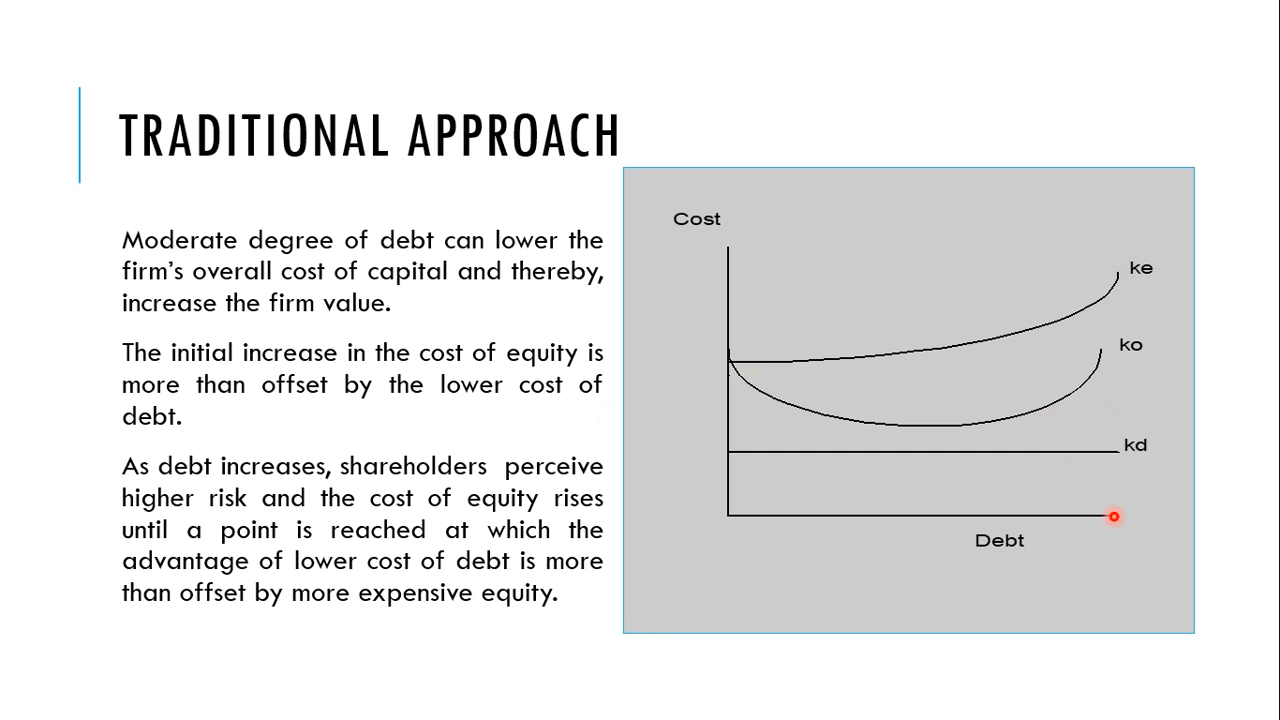 TRADITIONAL APPROACH
Moderate degree of debt can lower the
firm's overall cost of capital and thereby,
increase the firm value.
The initial increase in the cost of equity is
more than offset by the lower cost of
debt.
As debt increases, shareholders perceive
higher risk and the cost of equity rises
until a point is reached at which the
advantage of lower cost of debt is more
than offset by more expensive equity.
Cost
ke
ko
kd
Debt